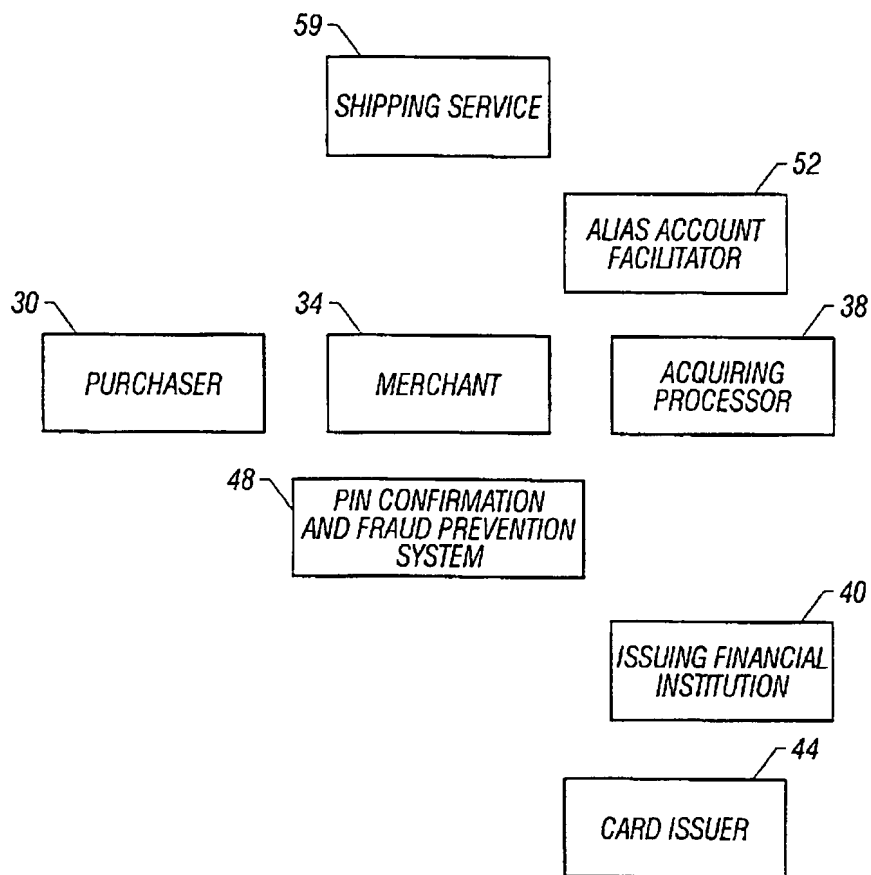 59
SHIPPING SERVICE
52
ALIAS ACCOUNT
FACILITATOR
30
PURCHASER
34
MERCHANT
38
ACQUIRING
PROCESSOR
48
PIN CONFIRMATION
AND FRAUD PREVENTION
SYSTEM
40
ISSUING FINANCIAL
INSTITUTION
44
CARD ISSUER